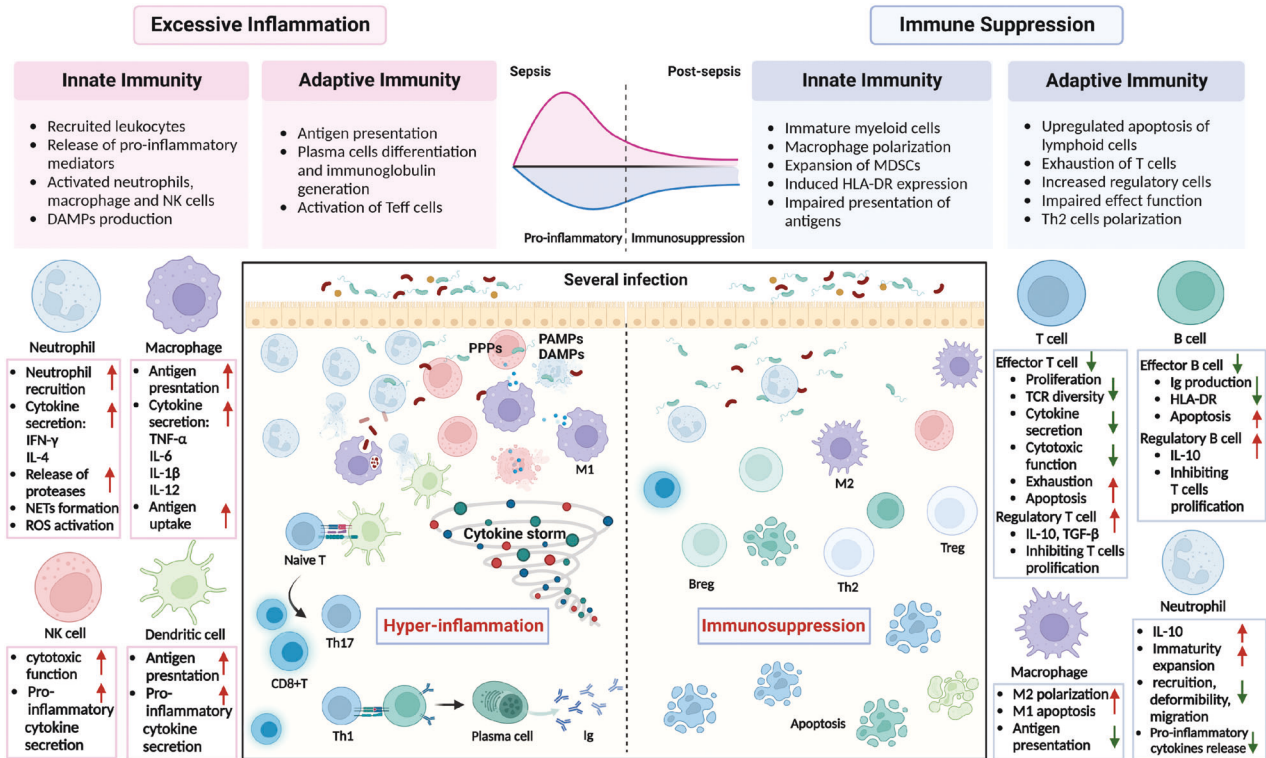 Excessive Inflammation
Immune Suppression
Innate Immunity
• Recruited leukocytes
• Release of pro-inflammatory
mediators
• Activated neutrophils,
macrophage and NK cells
• DAMPs production
Adaptive Immunity
• Antigen presentation
• Plasma cells differentiation
and immunoglobulin
generation
• Activation of Teff cells
Sepsis
Post-sepsis
Pro-inflammatory
Immunosuppression
Innate Immunity
• Immature myeloid cells
• Macrophage polarization
• Expansion of MDSCs
• Induced HLA-DR expression
• Impaired presentation of
antigens
Adaptive Immunity
• Upregulated apoptosis of
lymphoid cells
• Exhaustion of T cells
• Increased regulatory cells
• Impaired effect function
• Th2 cells polarization
Neutrophil
• Neutrophil
recruition
• Cytokine
secretion:
IFN-γ
IL-4
• Release of
proteases
• NETs formation
• ROS activation
Macrophage
• Antigen
presntation
• Cytokine
secretion:
TNF-α
IL-6
IL-1β
IL-12
• Antigen
uptake
NK cell
• cytotoxic
function
• Pro-
inflammatory
cytokine
secretion
Dendritic cell
• Antigen
presntation
• Pro-
inflammatory
cytokine
secretion
Several infection
PPPs
PAMPs
DAMPs
M1
Naive T
Cytokine storm
Hyper-inflammation
Th17
CD8+T
Th1
Plasma cell
Ig
M2
Treg
Breg
Th2
Immunosuppression
Apoptosis
T cell
Effector T cell
• Proliferation
• TCR diversity
• Cytokine
secretion
• Cytotoxic
function
• Exhaustion
• Apoptosis
Regulatory T cell
• IL-10, TGF-β
• Inhibiting T cells
prolification
B cell
Effector B cell
• Ig production
• HLA-DR
• Apoptosis
Regulatory B cell
• IL-10
• Inhibiting
T cells
prolification
Macrophage
• M2 polarization
• M1 apoptosis
• Antigen
presentation
Neutrophil
• IL-10
• Immaturity
expansion
• recruition,
deformibility,
migration
• Pro-inflammatory
cytokines release